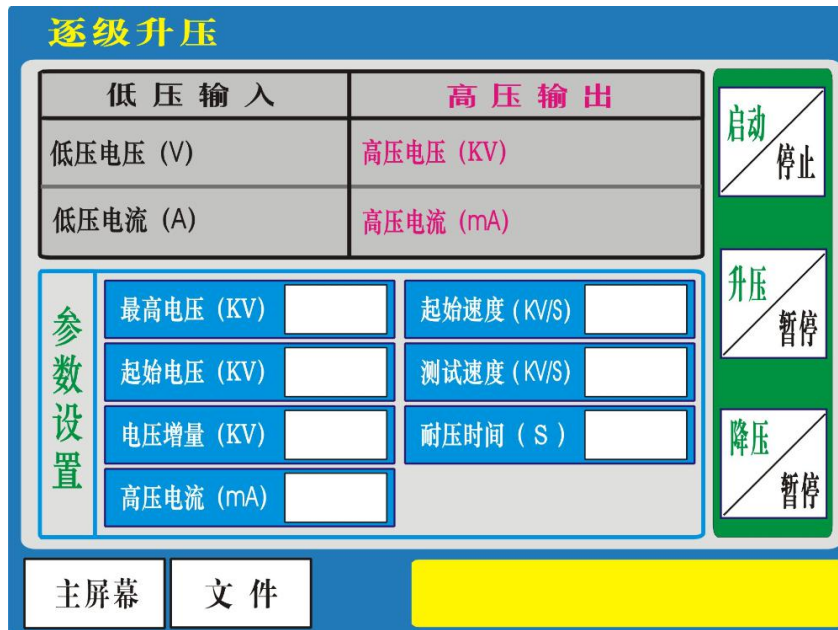 逐级升压
低压输入 高压输出
低压电压 (V) 高压电压 (KV)
低压电流 (A) 高压电流 (mA)
启动/停止
升压/暂停
降压/暂停
参数设置
最高电压 (KV) 起始速度 (KV/S)
起始电压 (KV) 测试速度 (KV/S)
电压增量 (KV) 耐压时间 ( S )
高压电流 (mA)
主屏幕 文件